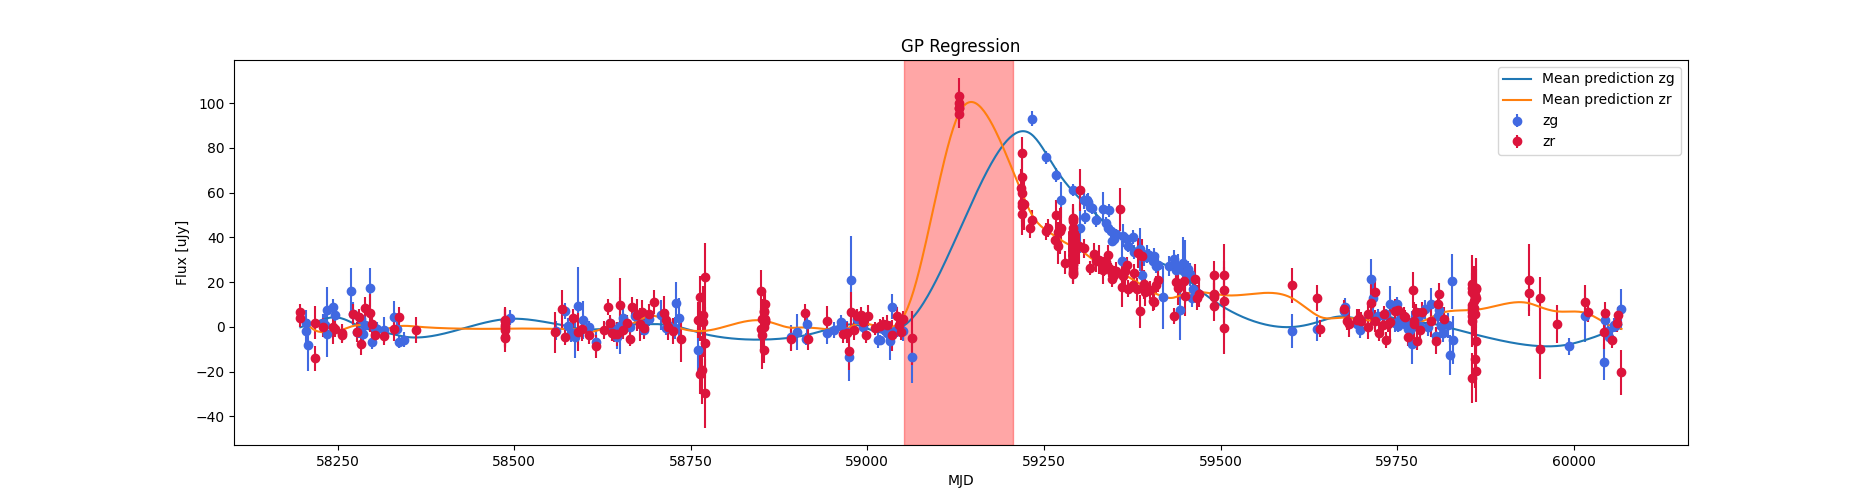 GP Regression
Flux [uJy]
100
80
60
40
20
0
−20
−40
58250
58500
58750
59000
59250
59500
59750
60000
MJD
Mean prediction zg
Mean prediction zr
zg
zr